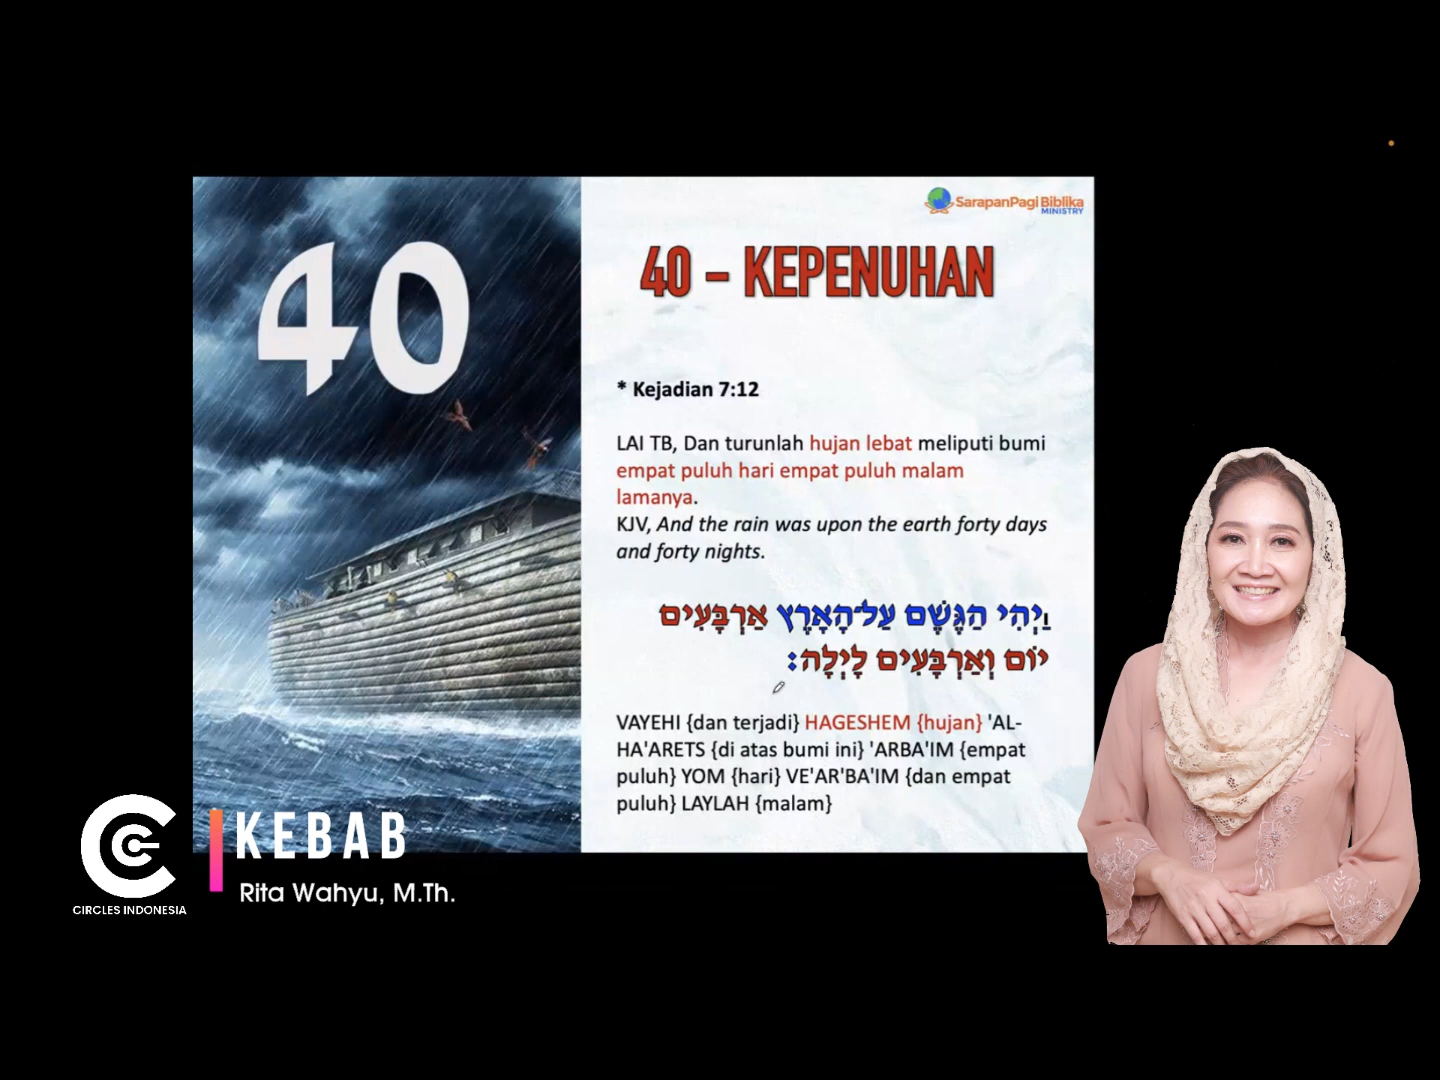 40
SarapanPagi Biblika
MINISTRY
40 – KEPENUHAN
* Kejadian 7:12
LAI TB, Dan turunlah hujan lebat meliputi bumi
empat puluh hari empat puluh malam
lamanya.
KJV, And the rain was upon the earth forty days
and forty nights.
וַיְהִי הַגֶּשֶׁם עַל־הָאָרֶץ אַרְבָּעִים
יוֹם וְאַרְבָּעִים לָיְלָה׃
VAYEHI {dan terjadi} HAGESHEM {hujan} 'AL-
HA'ARETS {di atas bumi ini} 'ARBA'IM {empat
puluh} YOM {hari} VE'AR'BA'IM {dan empat
puluh} LAYLAH {malam}
KEBAB
Rita Wahyu, M.Th.
CIRCLES INDONESIA